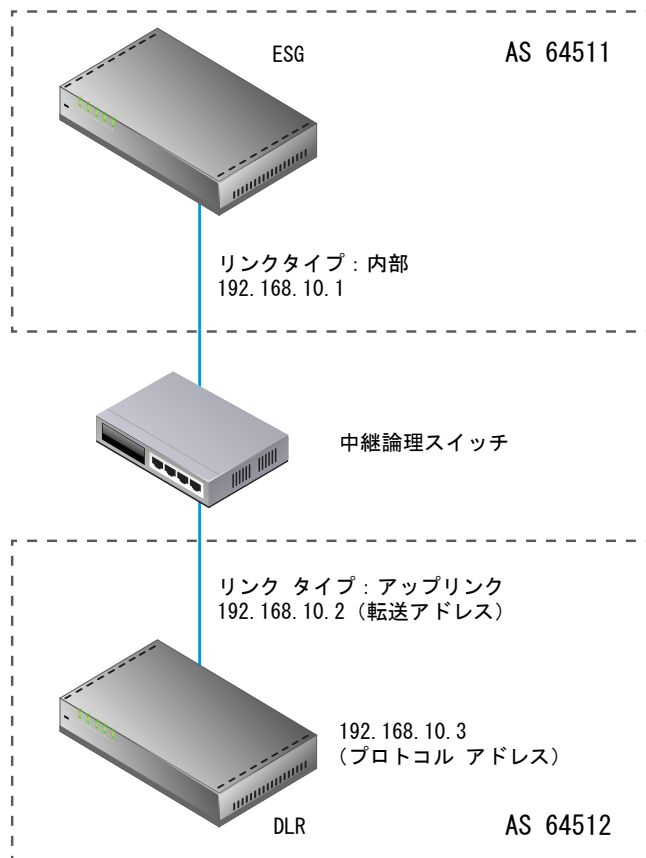 ESG
AS 64511
リンクタイプ：内部
192.168.10.1
中継論理スイッチ
リンク タイプ：アップリンク
192.168.10.2（転送アドレス）
192.168.10.3
（プロトコル アドレス）
DLR
AS 64512